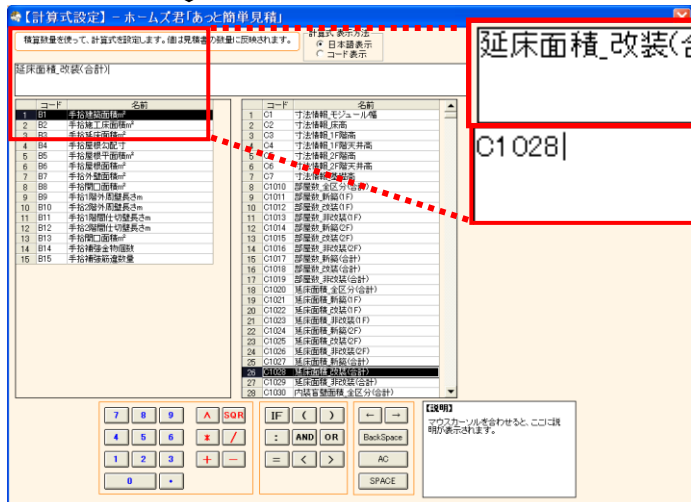 【計算式設定】 - ホームズ君「あっと簡単見積」
積算数量を使って、計算式を設定します。値は見積書の数量に反映されます。
計算式 表示方法
日本語表示
コード表示
延床面積_改装(合計)
延床面積_改装(合
C1028
コード 名前
1 B1 手拾建築面積m²
2 B2 手拾施工床面積m²
3 B3 手拾延床面積m²
4 B4 手拾屋根勾配寸
5 B5 手拾屋根平面積m²
6 B6 手拾屋根面積m²
7 B7 手拾外壁面積m²
8 B8 手拾開口面積m²
9 B9 手拾1階外周壁長さm
10 B10 手拾2階外周壁長さm
11 B11 手拾1階間仕切壁長さm
12 B12 手拾2階間仕切壁長さm
13 B13 手拾開口面積m²
14 B14 手拾補強金物個数
15 B15 手拾補強筋違数量
コード 名前
1 C1 寸法情報_モジュール幅
2 C2 寸法情報_床高
3 C3 寸法情報_1F階高
4 C4 寸法情報_1F階天井高
5 C5 寸法情報_2F階高
6 C6 寸法情報_2F階天井高
7 C7 寸法情報_基礎高
8 C1010 部屋数_全区分(合計)
9 C1011 部屋数_新築(1F)
10 C1012 部屋数_改装(1F)
11 C1013 部屋数_非改装(1F)
12 C1014 部屋数_新築(2F)
13 C1015 部屋数_改装(2F)
14 C1016 部屋数_非改装(2F)
15 C1017 部屋数_新築(合計)
16 C1018 部屋数_改装(合計)
17 C1019 部屋数_非改装(合計)
18 C1020 延床面積_全区分(合計)
19 C1021 延床面積_新築(1F)
20 C1022 延床面積_改装(1F)
21 C1023 延床面積_非改装(1F)
22 C1024 延床面積_新築(2F)
23 C1025 延床面積_改装(2F)
24 C1026 延床面積_非改装(2F)
25 C1027 延床面積_新築(合計)
26 C1028 延床面積_改装(合計)
27 C1029 延床面積_非改装(合計)
28 C1030 内装盲壁面積_全区分(合計)
7 8 9 ^ SQR IF ( ) ← →
4 5 6 * / : AND OR BackSpace
1 2 3 + - = < > AC
0 . SPACE
【説明】
マウスカーソルを合わせると、ここに説
明が表示されます。